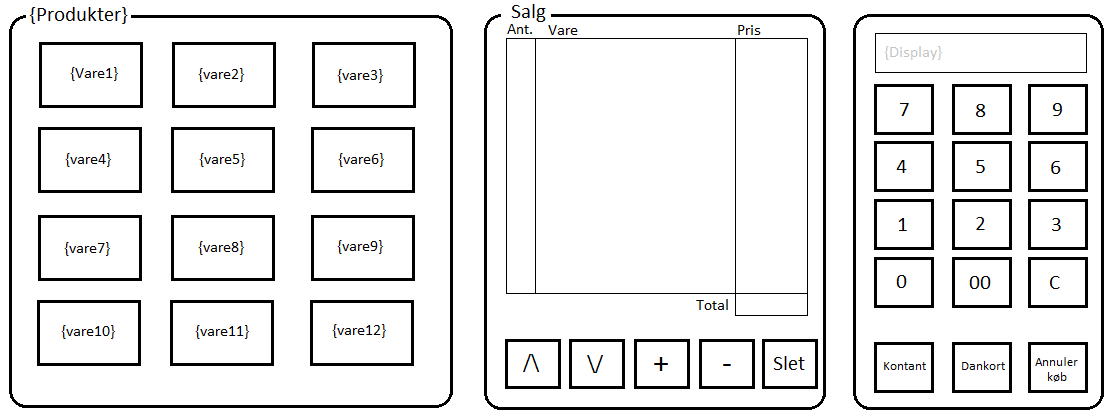 {Produkter}
{Vare1} {vare2} {vare3}
{vare4} {vare5} {vare6}
{vare7} {vare8} {vare9}
{vare10} {vare11} {vare12}
Salg
Ant. Vare Pris
Total
/\ \/ + - Slet
{Display}
7 8 9
4 5 6
1 2 3
0 00 C
Kontant Dankort Annuler
køb